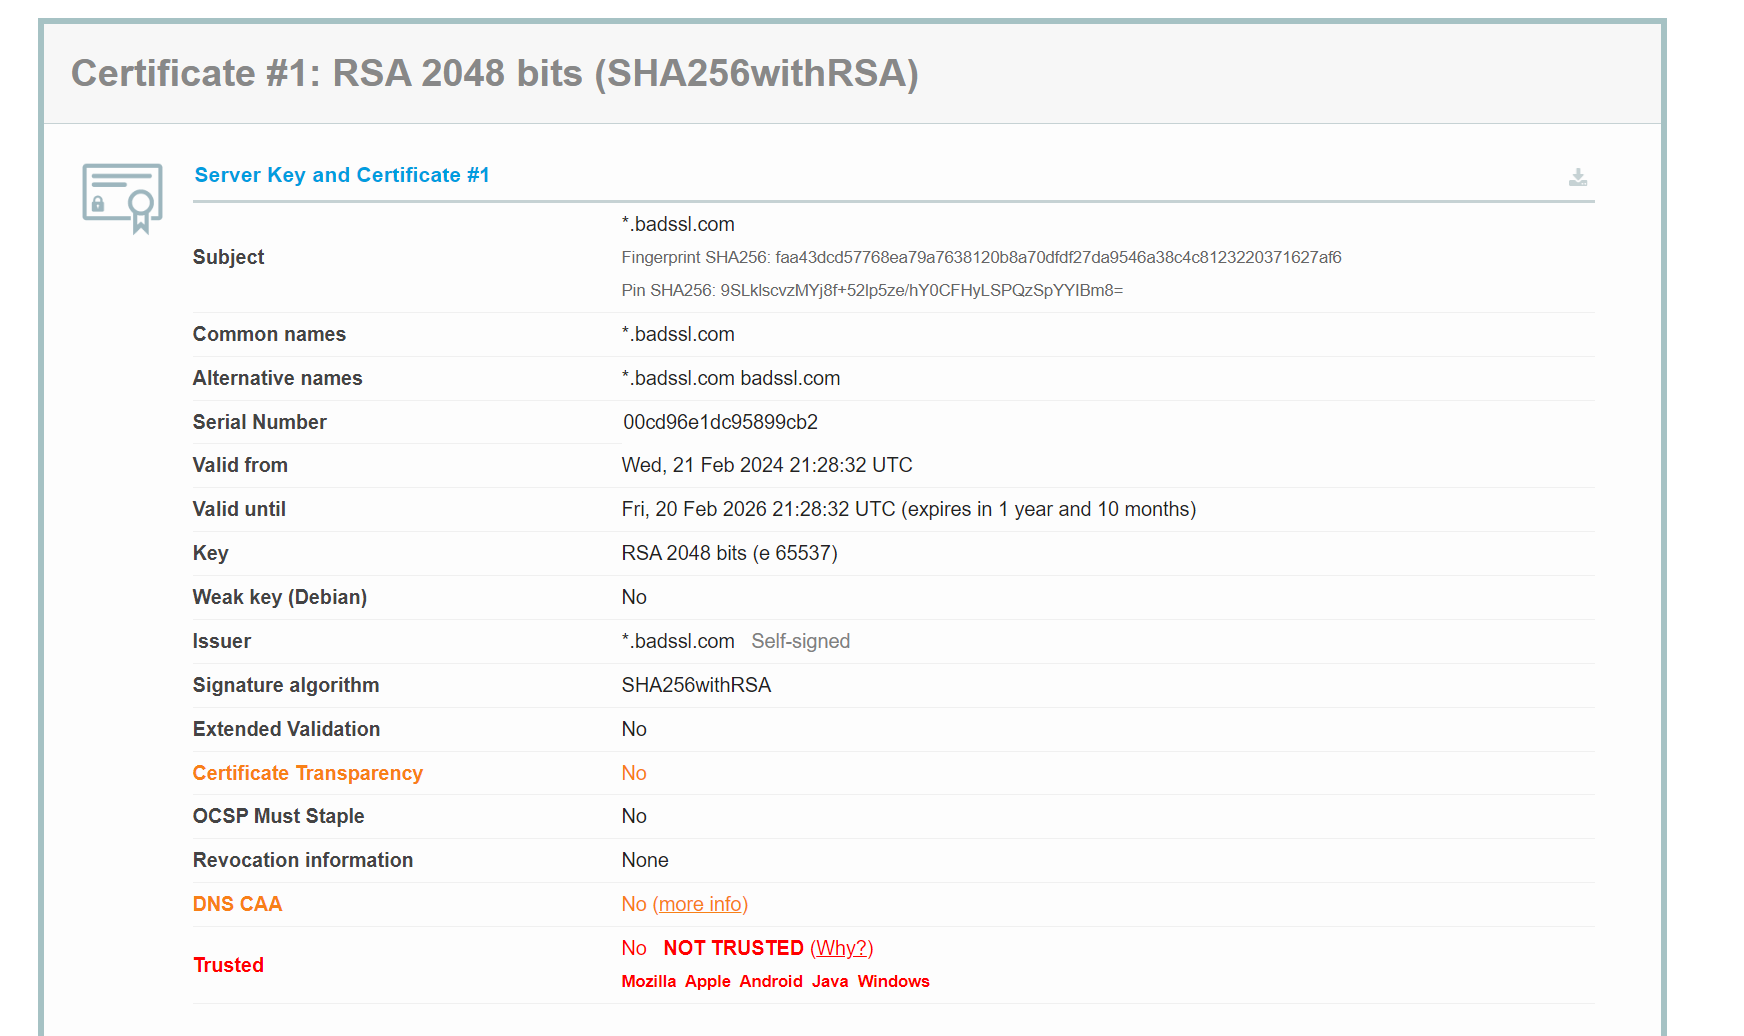 Certificate #1: RSA 2048 bits (SHA256withRSA)
Server Key and Certificate #1
Subject
*.badssl.com
Fingerprint SHA256: faa43dcd57768ea79a7638120b8a70dfdf27da9546a38c4c8123220371627af6
Pin SHA256: 9SLklscvzMYj8f+52lp5ze/hY0CFHyLSPQzSpYYIBm8=
Common names *.badssl.com
Alternative names *.badssl.com badssl.com
Serial Number 00cd96e1dc95899cb2
Valid from Wed, 21 Feb 2024 21:28:32 UTC
Valid until Fri, 20 Feb 2026 21:28:32 UTC (expires in 1 year and 10 months)
Key RSA 2048 bits (e 65537)
Weak key (Debian) No
Issuer *.badssl.com Self-signed
Signature algorithm SHA256withRSA
Extended Validation No
Certificate Transparency No
OCSP Must Staple No
Revocation information None
DNS CAA No (more info)
Trusted
No NOT TRUSTED (Why?)
Mozilla Apple Android Java Windows